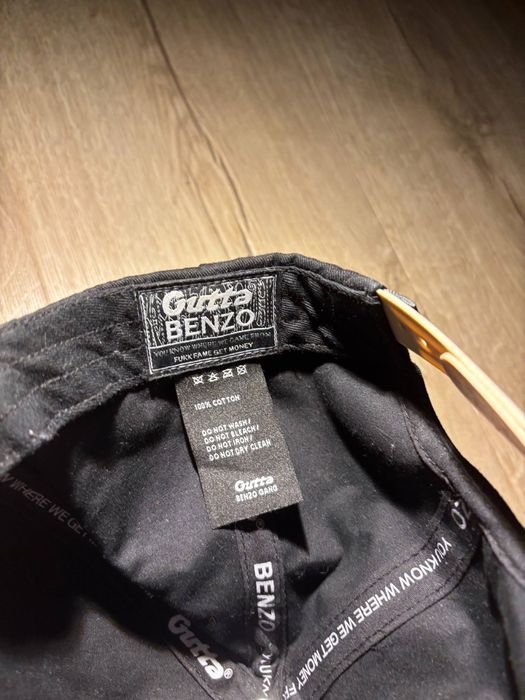 Gutta
BENZO
YOU KNOW WHERE WE CAME FROM
FUKK FAME GET MONEY
100% COTTON
DO NOT WASH/
DO NOT BLEACH/
DO NOT IRON/
DO NOT DRY CLEAN
Gutta
BENZO GANG
KNOW WHERE WE GET
Gutta®
BENZO
YOU KNOW WHERE WE GET MONEY